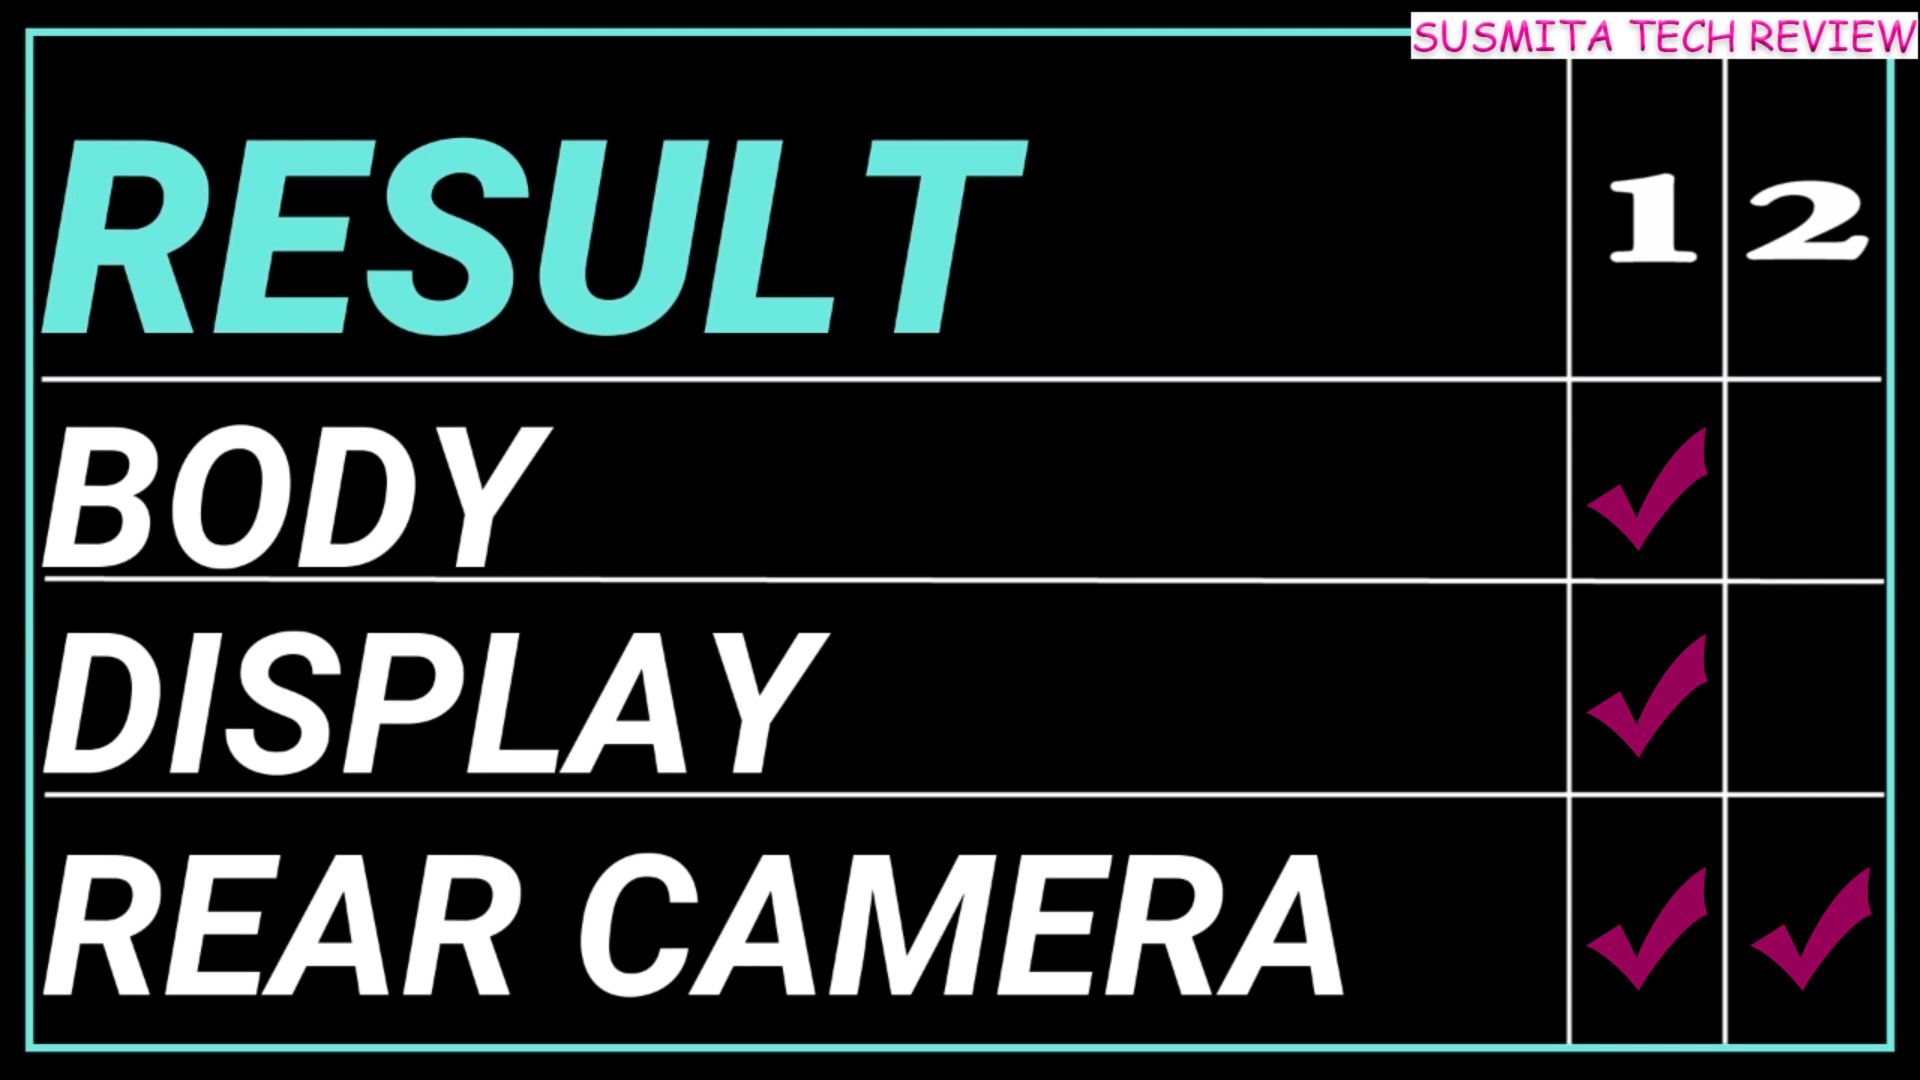 SUSMITA TECH REVIEW
RESULT 1 2
BODY
DISPLAY
REAR CAMERA